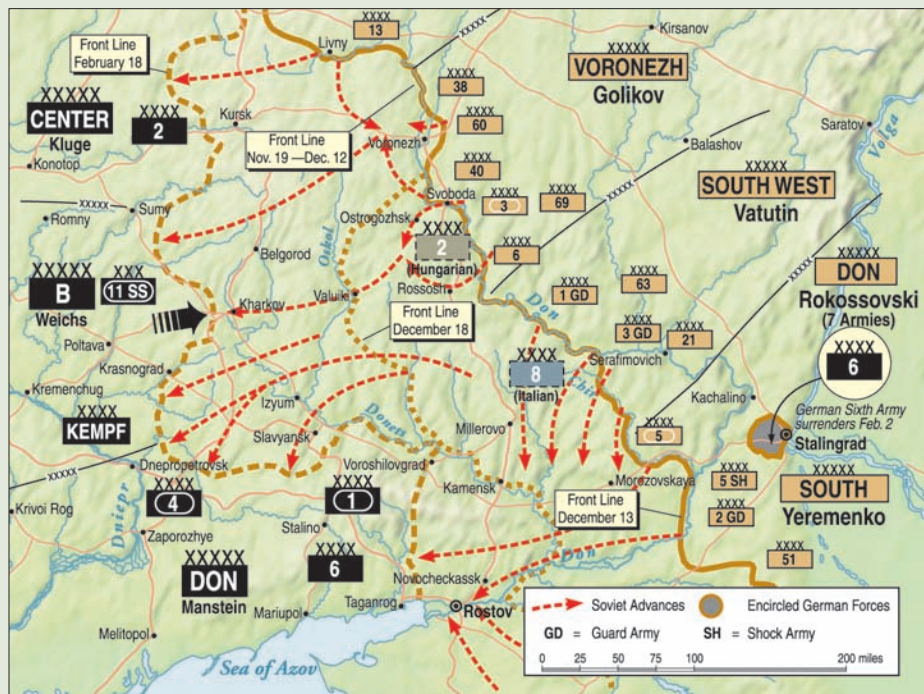 XXXX
13
Kirsanov
Front Line
February 18
Livny
XXXXX
VORONEZH
Golikov
XXXX
38
XXXXX
CENTER
Kluge
XXXX
2
Kursk
XXXX
60
Saratov
Volga
Front Line
Nov. 19 —Dec. 12
Voronezh
Balashov
Konotop
XXXX
40
XXXXX
SOUTH WEST
Vatutin
XXXXX
Svoboda
XXXX
3
XXXX
69
Romny
Sumy
Ostrogozhsk
Oskol
XXXX
2
(Hungarian)
XXXX
6
Belgorod
XXXXX
DON
Rokossovski
(7 Armies)
XXXXX
B
Weichs
XXX
11 SS
Rossosh
XXXX
1 GD
XXXX
63
Valuiki
Kharkov
Don
Front Line
December 18
XXXX
3 GD
XXXX
21
Poltava
Serafimovich
XXXX
6
Krasnograd
XXXX
8
(Italian)
Chir
Kremenchug
Izyum
Kachalino
German Sixth Army
surrenders Feb. 2
XXXX
KEMPF
Slavyansk
Donets
Millerovo
XXXX
5
Stalingrad
XXXXX
Dnepropetrovsk
Voroshilovgrad
XXXX
5 SH
XXXXX
SOUTH
Yeremenko
Kamensk
Morozovskaya
XXXX
4
XXXX
1
Front Line
December 13
XXXX
2 GD
Krivoi Rog
Dniepr
Zaporozhye
Stalino
XXXX
6
Don
XXXX
51
XXXXX
DON
Manstein
Novocheckassk
Taganrog
Rostov
Mariupol
Melitopol
Sea of Azov
Soviet Advances
Encircled German Forces
GD = Guard Army
SH = Shock Army
0 25 50 75 100 200 miles